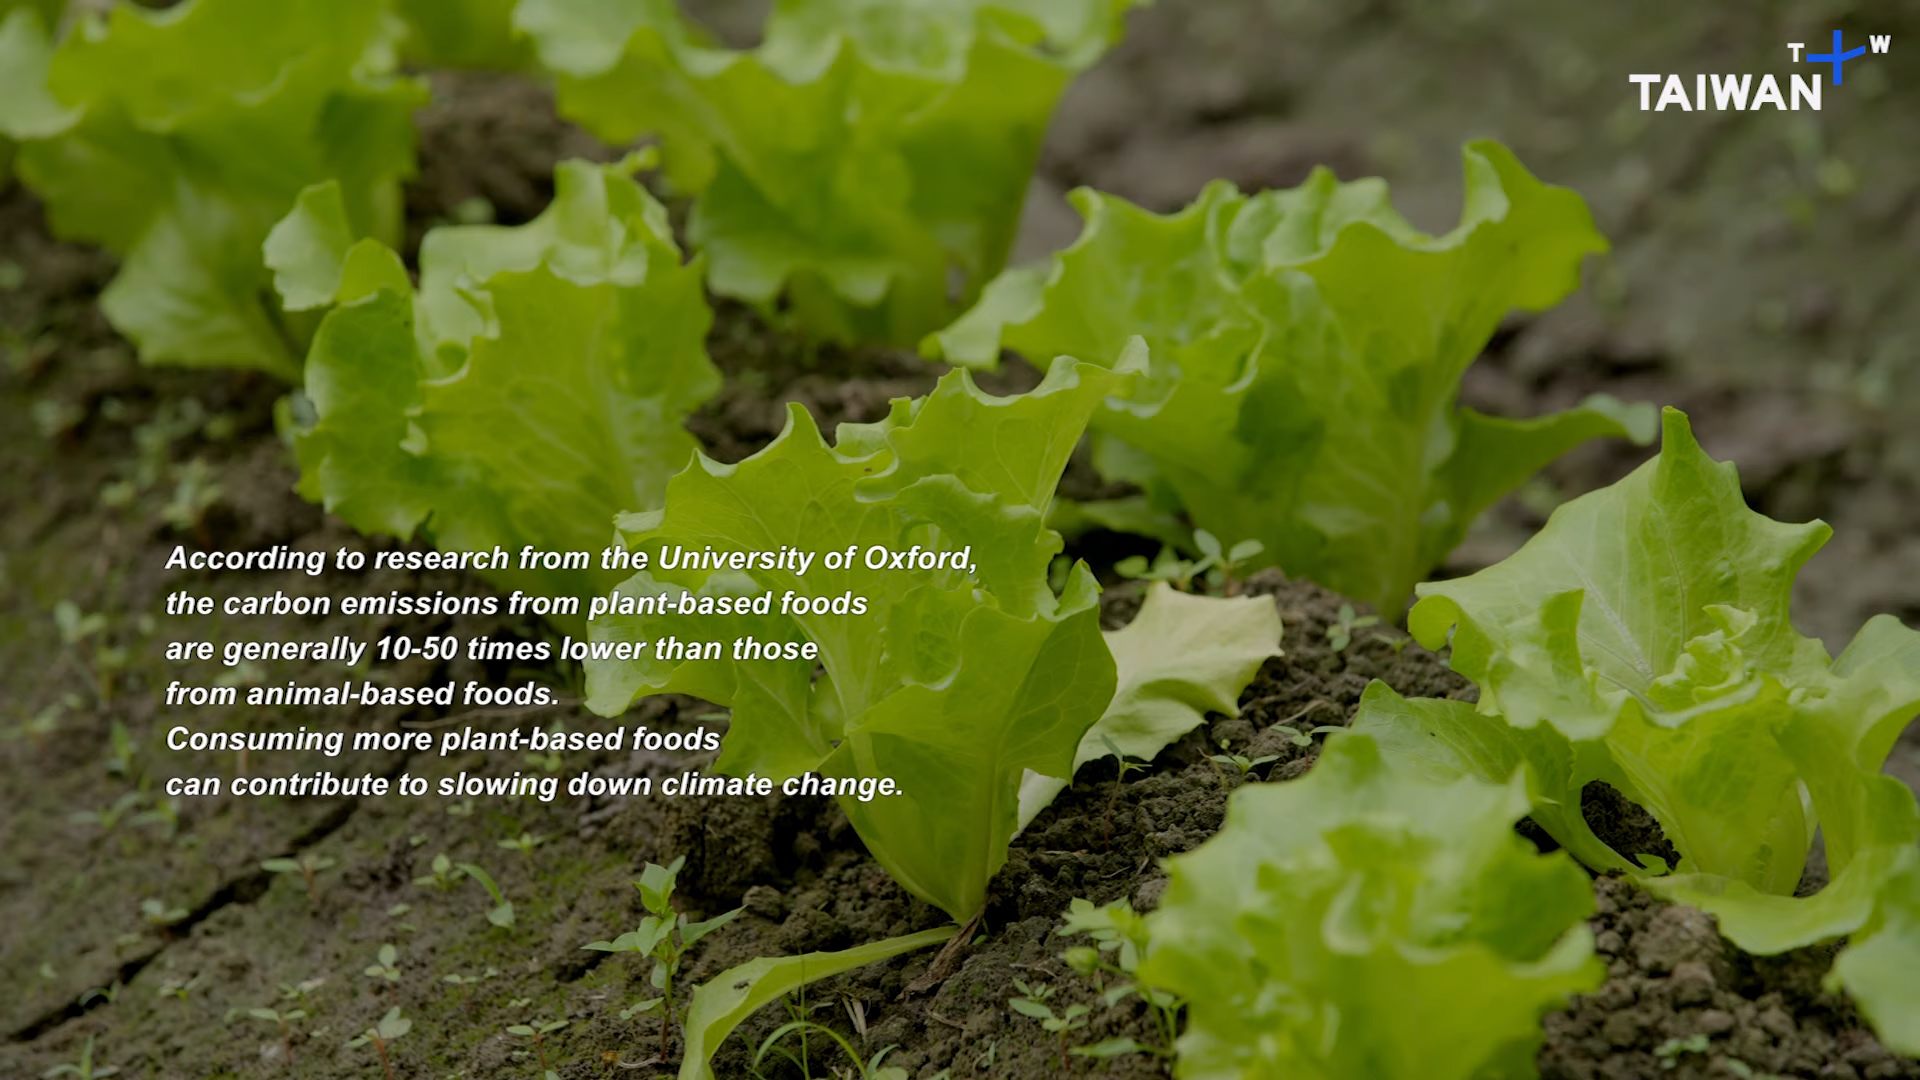 T W
TAIWAN
According to research from the University of Oxford,
the carbon emissions from plant-based foods
are generally 10-50 times lower than those
from animal-based foods.
Consuming more plant-based foods
can contribute to slowing down climate change.